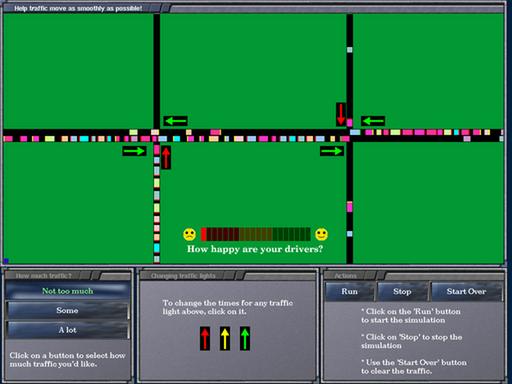 Help traffic move as smoothly as possible!
How happy are your drivers?
How much traffic?
Not too much
Some
A lot
Click on a button to select how
much traffic you'd like.
Changing traffic lights
To change the times for any traffic
light above, click on it.
Actions
Run
Stop
Start Over
* Click on the 'Run' button
to start the simulation
* Click on 'Stop' to stop the
simulation
* Use the 'Start Over' button
to clear the traffic.